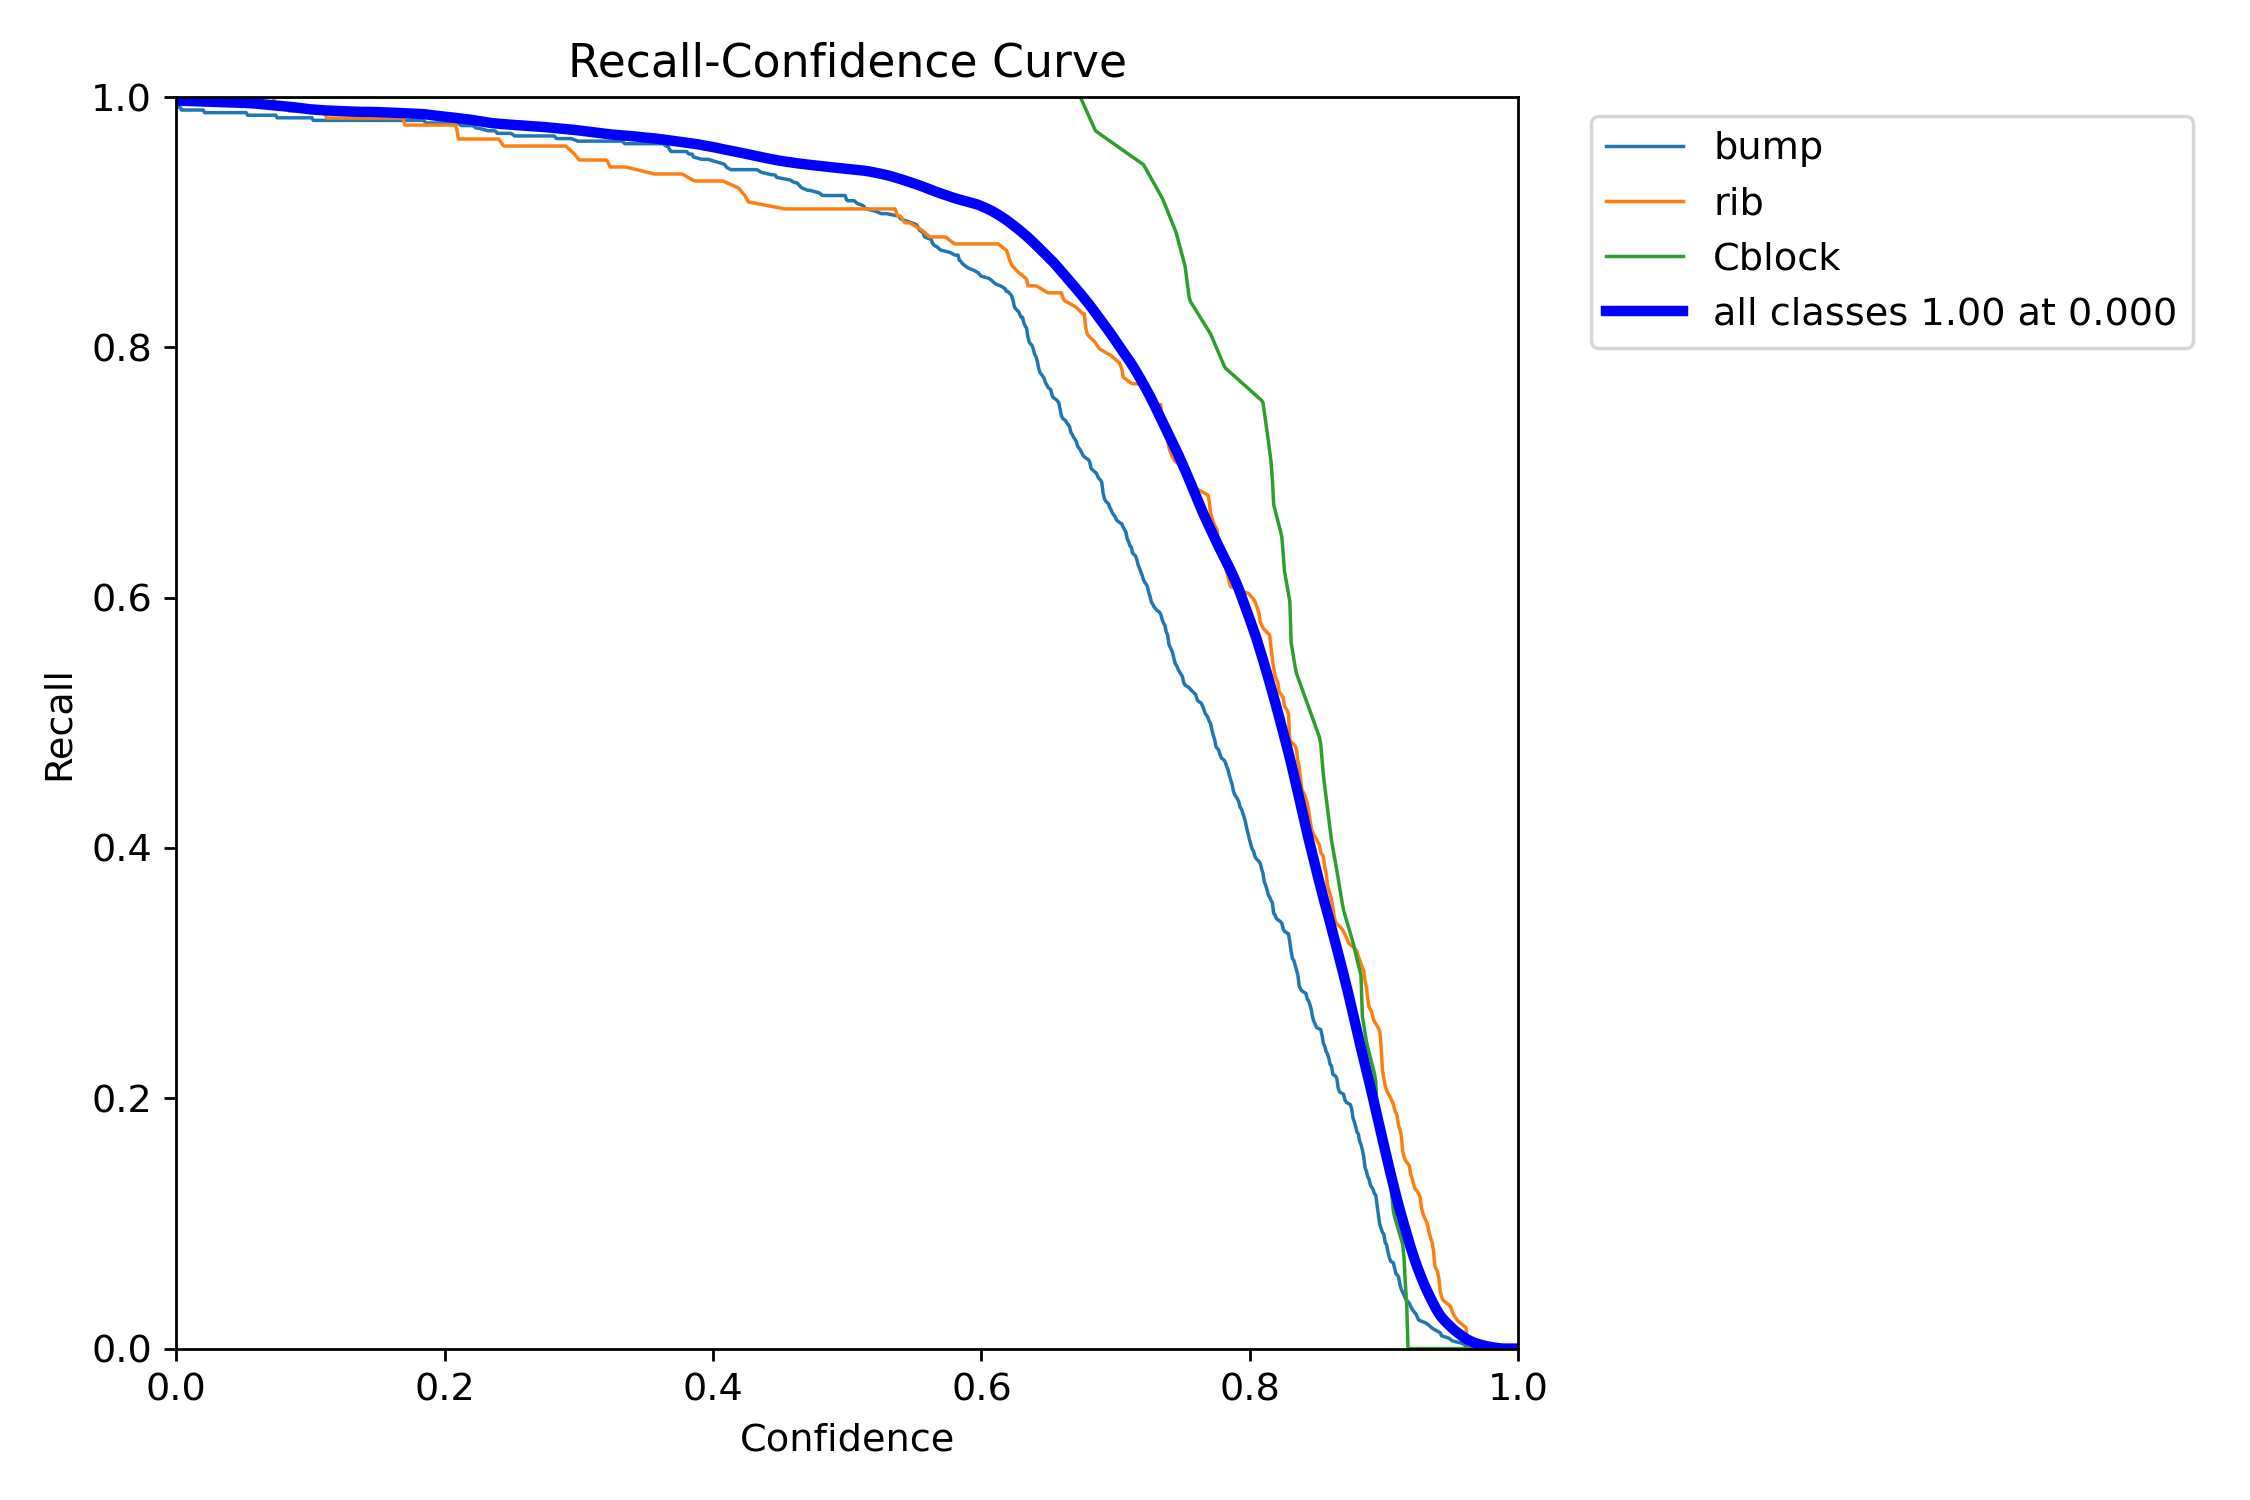 Recall-Confidence Curve
1.0
0.8
0.6
0.4
0.2
0.0
Recall
0.0 0.2 0.4 0.6 0.8 1.0
Confidence
bump
rib
Cblock
all classes 1.00 at 0.000